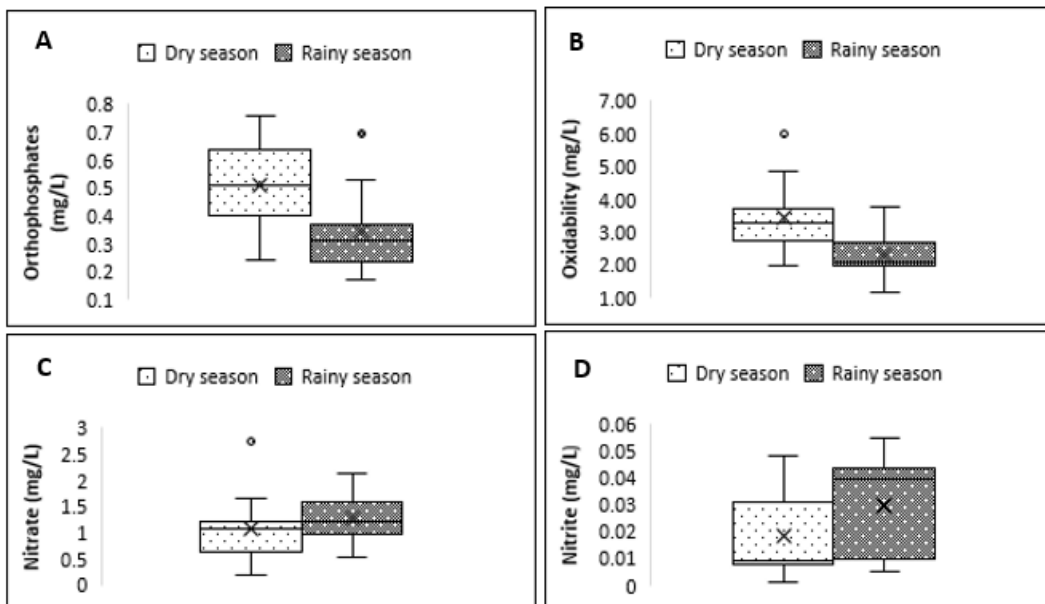 A
Dry season Rainy season
Orthophosphates
(mg/L)
0.8
0.7
0.6
0.5
0.4
0.3
0.2
0.1
B
Dry season Rainy season
Oxidability (mg/L)
7.00
6.00
5.00
4.00
3.00
2.00
1.00
C
Dry season Rainy season
Nitrate (mg/L)
3
2.5
2
1.5
1
0.5
0
D
Dry season Rainy season
Nitrite (mg/L)
0.06
0.05
0.04
0.03
0.02
0.01
0